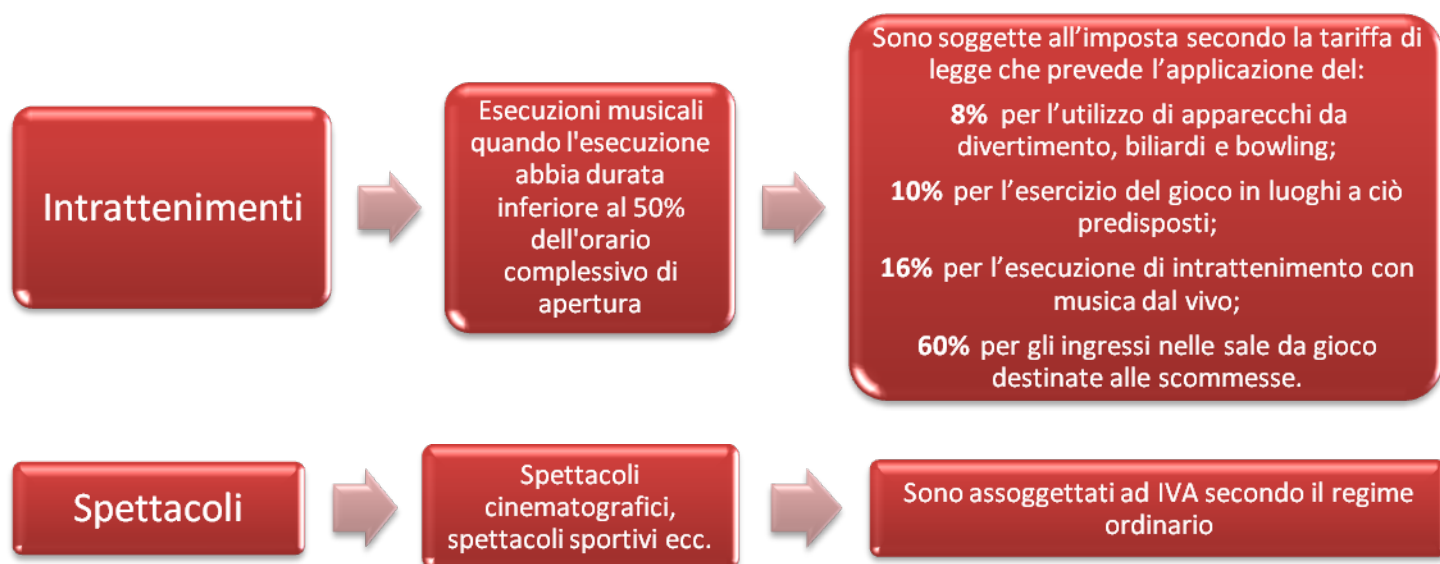 Intrattenimenti
Esecuzioni musicali
quando l'esecuzione
abbia durata
inferiore al 50%
dell'orario
complessivo di
apertura
Sono soggette all’imposta secondo la tariffa di
legge che prevede l’applicazione del:
8% per l’utilizzo di apparecchi da
divertimento, biliardi e bowling;
10% per l’esercizio del gioco in luoghi a ciò
predisposti;
16% per l’esecuzione di intrattenimento con
musica dal vivo;
60% per gli ingressi nelle sale da gioco
destinate alle scommesse.
Spettacoli
Spettacoli
cinematografici,
spettacoli sportivi ecc.
Sono assoggettati ad IVA secondo il regime
ordinario